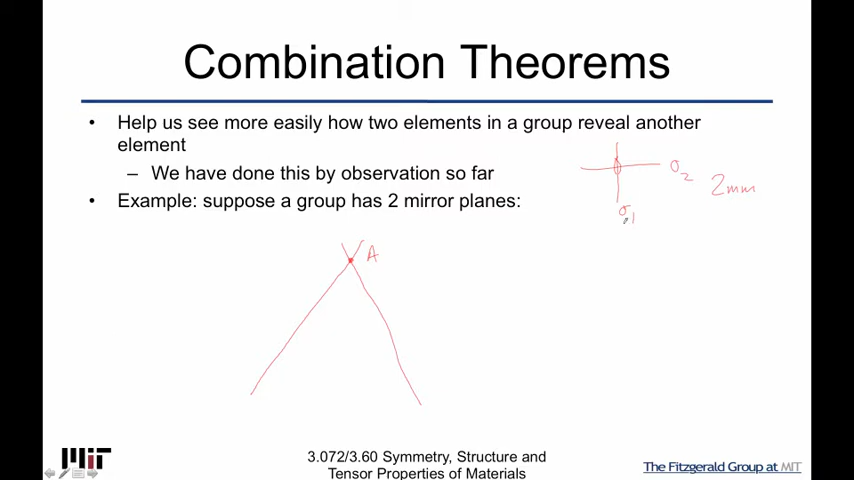 Combination Theorems
• Help us see more easily how two elements in a group reveal another
element
– We have done this by observation so far
• Example: suppose a group has 2 mirror planes:
σ2
2mm
σ1
A
MIT
3.072/3.60 Symmetry, Structure and
Tensor Properties of Materials
The Fitzgerald Group at MIT